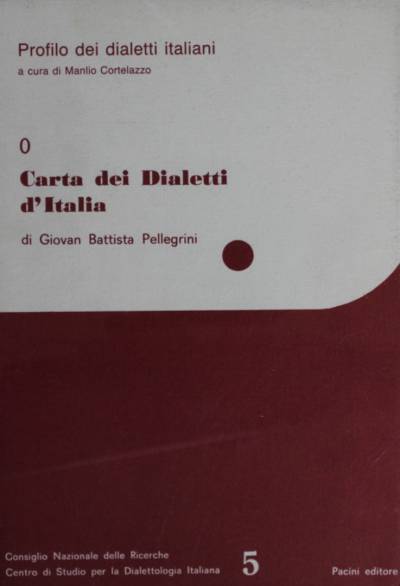 Profilo dei dialetti italiani
a cura di Manlio Cortelazzo
0
Carta dei Dialetti
d'Italia
di Giovan Battista Pellegrini
Consiglio Nazionale delle Ricerche
Centro di Studio per la Dialettologia Italiana
5
Pacini editore